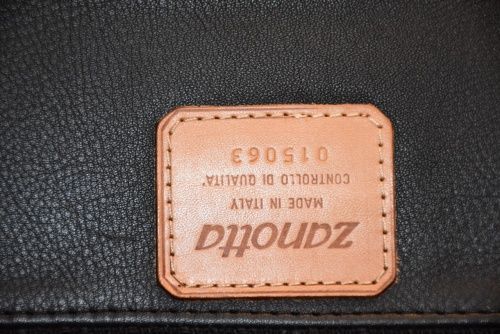 zanotta
MADE IN ITALY
CONTROLLO DI QUALITA'
015063